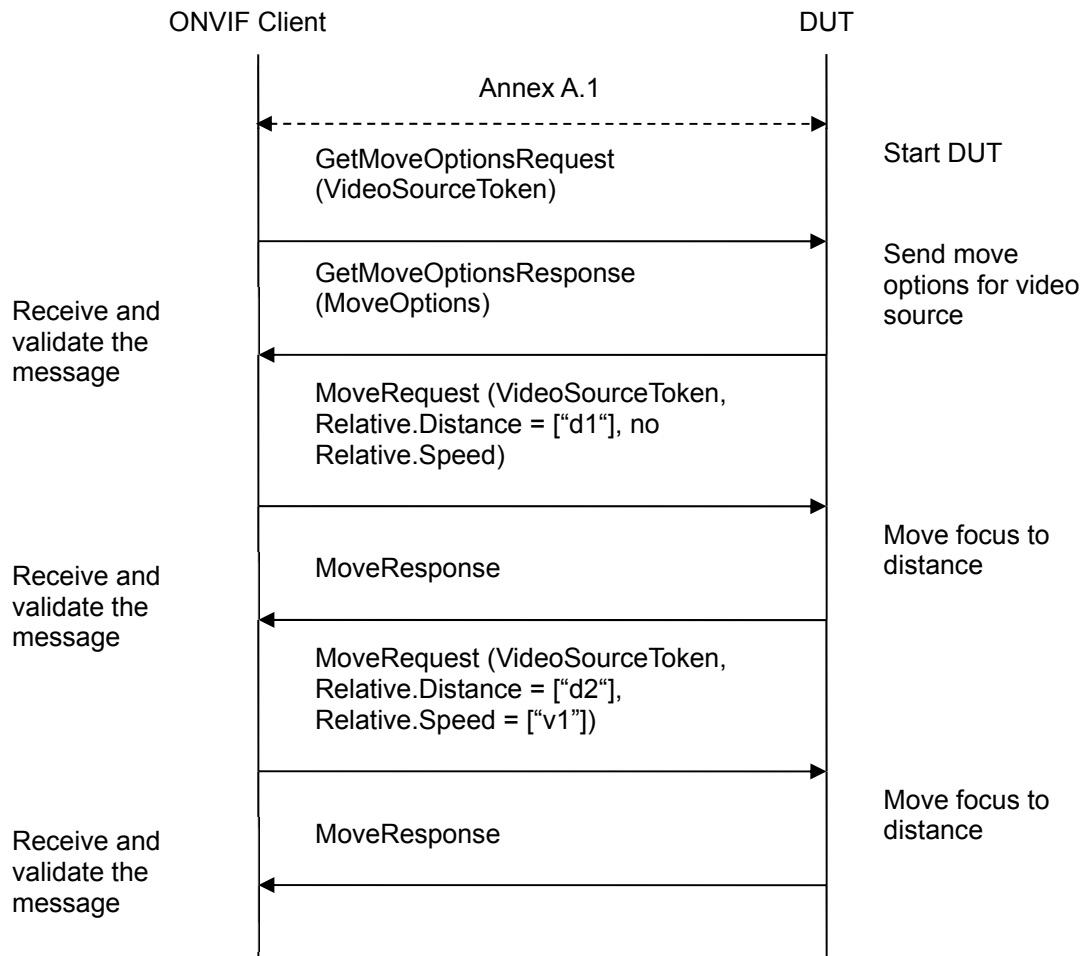 ONVIF Client
DUT
Annex A.1
Start DUT
GetMoveOptionsRequest
(VideoSourceToken)
Send move
options for video
source
GetMoveOptionsResponse
(MoveOptions)
Receive and
validate the
message
MoveRequest (VideoSourceToken,
Relative.Distance = [“d1“], no
Relative.Speed)
Move focus to
distance
MoveResponse
Receive and
validate the
message
MoveRequest (VideoSourceToken,
Relative.Distance = [“d2“],
Relative.Speed = [“v1”])
Move focus to
distance
MoveResponse
Receive and
validate the
message